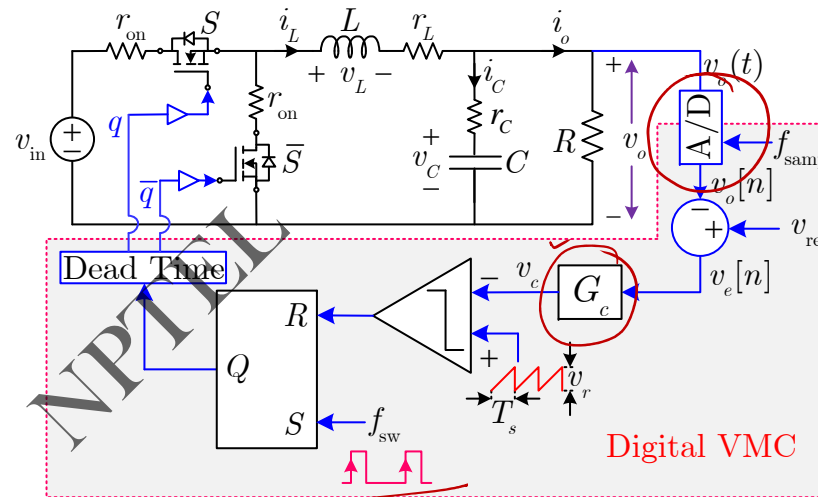 r_on
S
i_L
L
r_L
i_o
+ v_L −
i_C
+
v_o(t)
r_on
r_C
A/D
q
v_in
+
−
S̅
+
v_C
−
C
R
v_o
f_sam
q̅
−
v_o[n]
−
+
v_re
Dead Time
v_c
G_c
v_e[n]
−
R
+
Q
v_r
T_s
S
f_sw
Digital VMC
NPTEL